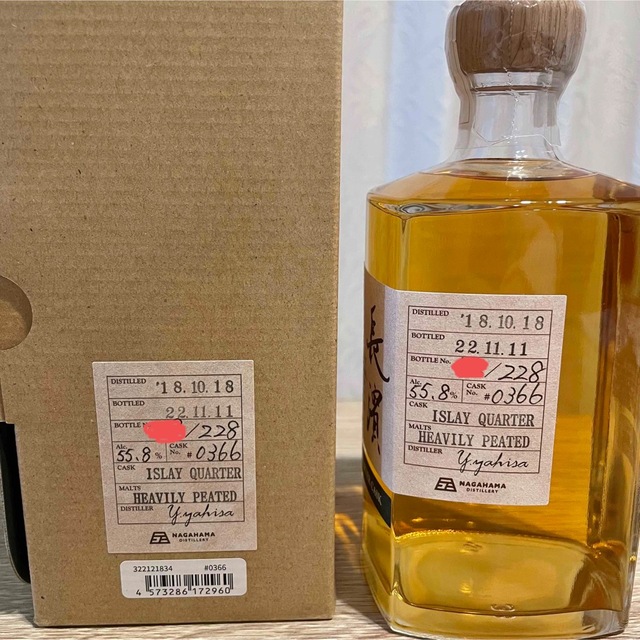 DISTILLED '18.10.18
BOTTLED 22.11.11
BOTTLE No. /228
Alc. 55.8% CASK No. #0366
CASK ISLAY QUARTER
MALTS HEAVILY PEATED
DISTILLER Y.yahisa
NAGAHAMA
DISTILLERY
322121834 #0366
4 573286 172960
長濱
DISTILLED '18.10.18
BOTTLED 22.11.11
BOTTLE No. /228
Alc. 55.8% CASK No. #0366
CASK ISLAY QUARTER
MALTS HEAVILY PEATED
DISTILLER Y.yahisa
NAGAHAMA
DISTILLERY